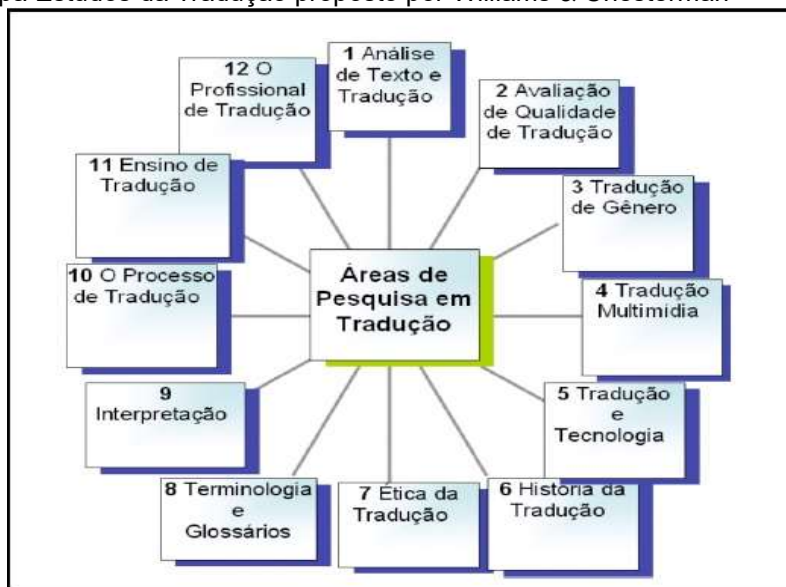 Estudos da Tradução proposto por Williams & Chesterman
1 Análise
de Texto e
Tradução
2 Avaliação
de Qualidade
de Tradução
3 Tradução
de Gênero
4 Tradução
Multimídia
5 Tradução
e
Tecnologia
6 História da
Tradução
7 Ética da
Tradução
8 Terminologia
e
Glossários
9
Interpretação
10 O Processo
de Tradução
11 Ensino de
Tradução
12 O
Profissional
de Tradução
Áreas de
Pesquisa em
Tradução